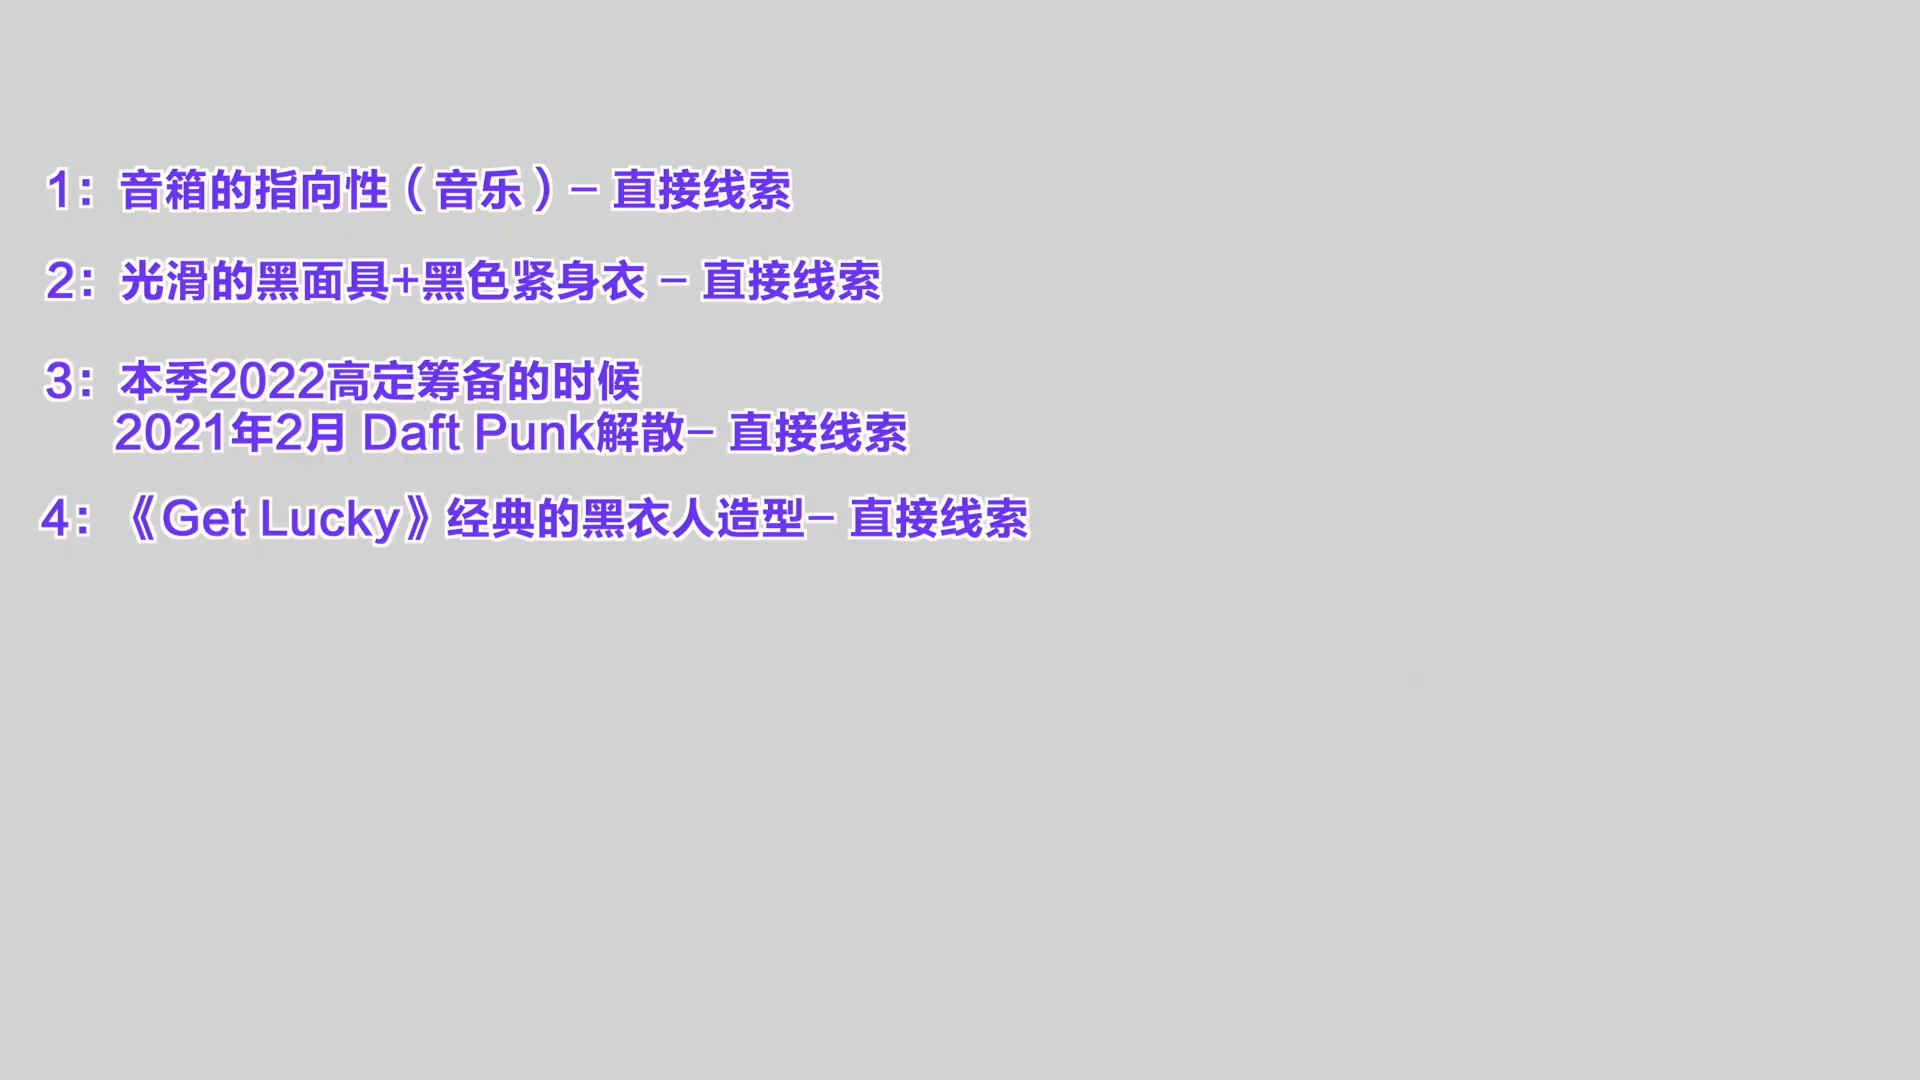 1：音箱的指向性（音乐）– 直接线索
2：光滑的黑面具+黑色紧身衣 – 直接线索
3：本季2022高定筹备的时候
2021年2月 Daft Punk解散– 直接线索
4：《Get Lucky》经典的黑衣人造型– 直接线索